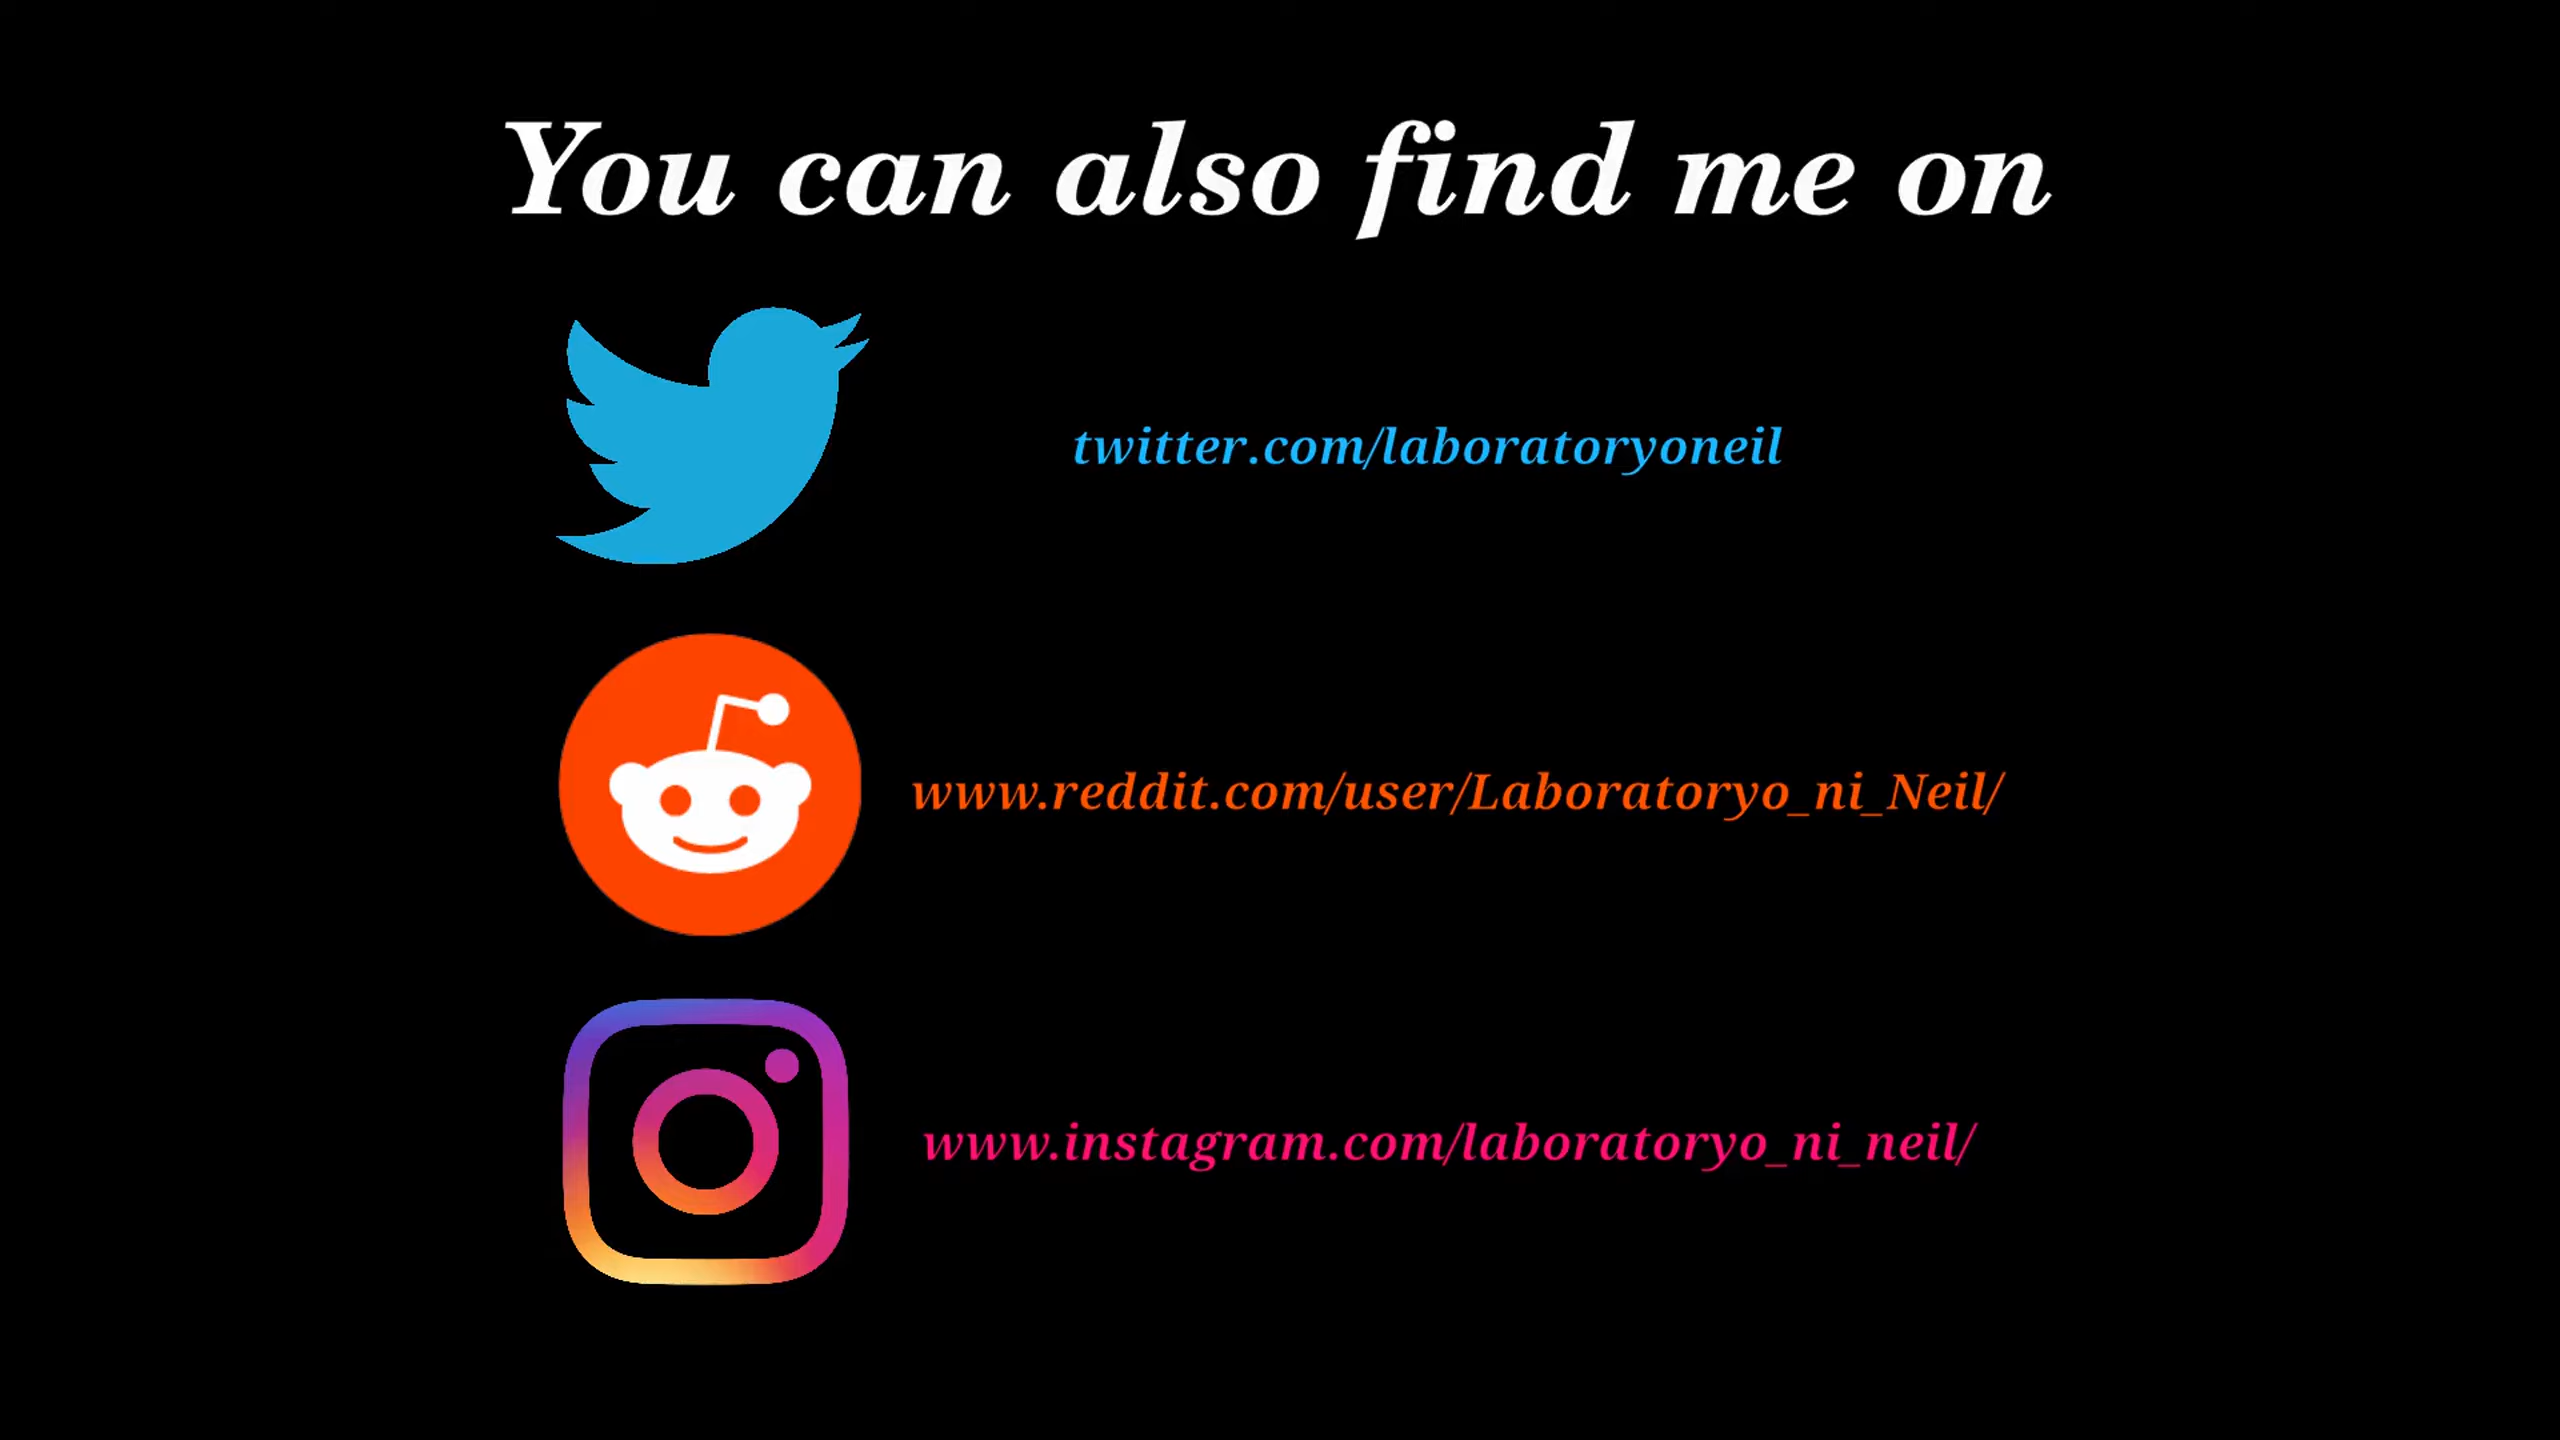 You can also find me on
twitter.com/laboratoryoneil
www.reddit.com/user/Laboratoryo_ni_Neil/
www.instagram.com/laboratoryo_ni_neil/